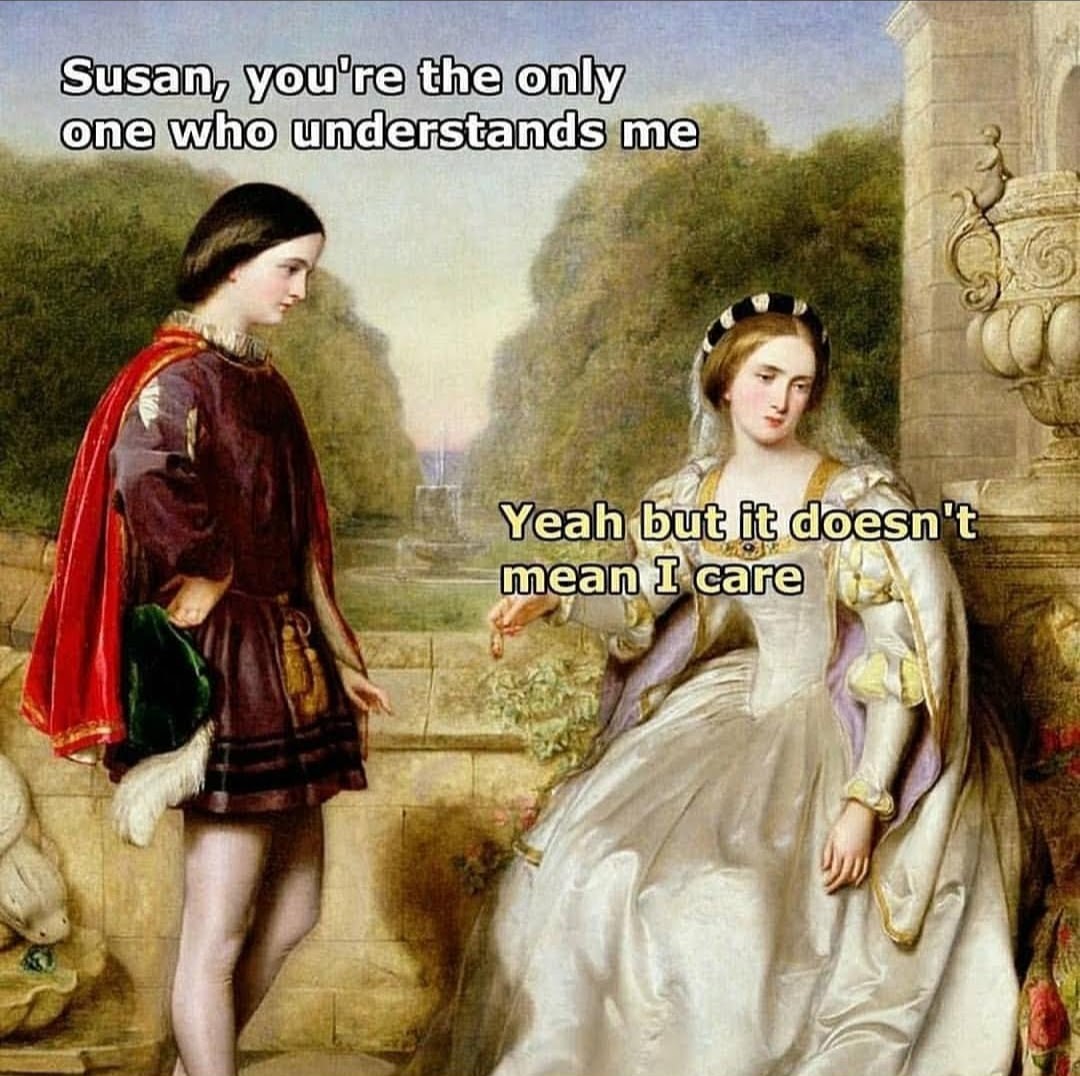 Susan, you're the only
one who understands me
Yeah but it doesn't
mean I care